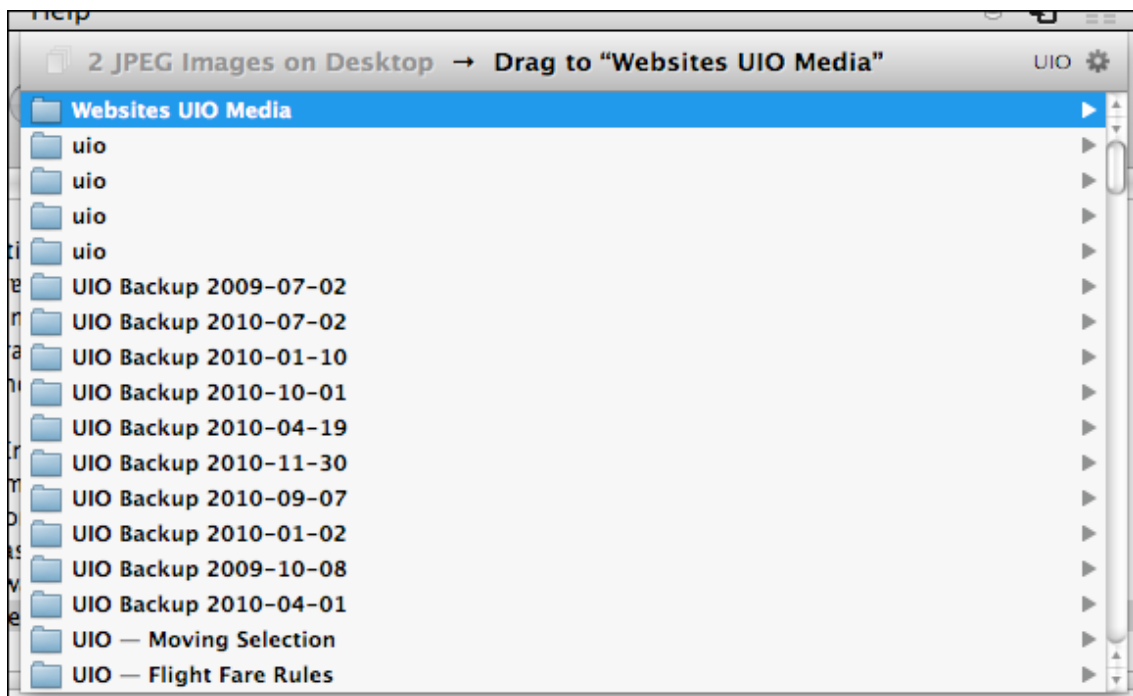 Help
2 JPEG Images on Desktop → Drag to “Websites UIO Media” UIO
Websites UIO Media
uio
uio
uio
uio
UIO Backup 2009-07-02
UIO Backup 2010-07-02
UIO Backup 2010-01-10
UIO Backup 2010-10-01
UIO Backup 2010-04-19
UIO Backup 2010-11-30
UIO Backup 2010-09-07
UIO Backup 2010-01-02
UIO Backup 2009-10-08
UIO Backup 2010-04-01
UIO — Moving Selection
UIO — Flight Fare Rules